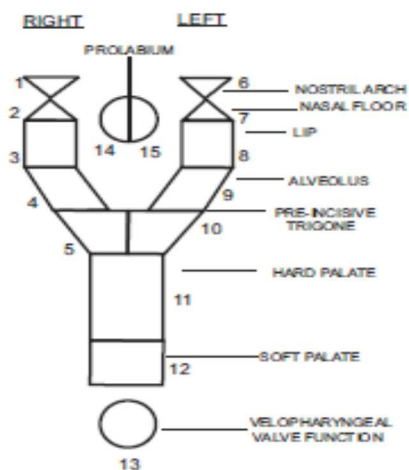 RIGHT LEFT
PROLABIUM
1 6
NOSTRIL ARCH
NASAL FLOOR
2 7
14 15
LIP
3 8
ALVEOLUS
4 9
PRE-INCISIVE
TRIGONE
5 10
HARD PALATE
11
SOFT PALATE
12
VELOPHARYNGEAL
VALVE FUNCTION
13